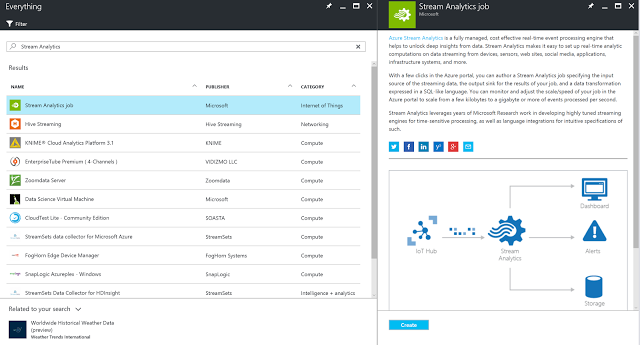 Everything
Filter
Stream Analytics
Results
NAME PUBLISHER CATEGORY
Stream Analytics job Microsoft Internet of Things
Hive Streaming Hive Streaming Networking
KNIME® Cloud Analytics Platform 3.1 KNIME Compute
EnterpriseTube Premium ( 4 Channels ) VIDIZMO LLC Compute
Zoomdata Server Zoomdata Compute
Data Science Virtual Machine Microsoft Compute
CloudTest Lite - Community Edition SOASTA Compute
StreamSets data collector for Microsoft Azure StreamSets Compute
FogHorn Edge Device Manager FogHorn Systems Compute
SnapLogic Azureplex - Windows SnapLogic Compute
StreamSets Data Collector for HDInsight StreamSets Intelligence + analytics
Related to your search
Worldwide Historical Weather Data
(preview)
Weather Trends International
Stream Analytics job
Microsoft
Azure Stream Analytics is a fully managed, cost effective real-time event processing engine that
helps to unlock deep insights from data. Stream Analytics makes it easy to set up real-time analytic
computations on data streaming from devices, sensors, web sites, social media, applications,
infrastructure systems, and more.
With a few clicks in the Azure portal, you can author a Stream Analytics job specifying the input
source of the streaming data, the output sink for the results of your job, and a data transformation
expressed in a SQL-like language. You can monitor and adjust the scale/speed of your job in the
Azure portal to scale from a few kilobytes to a gigabyte or more of events processed per second.
Stream Analytics leverages years of Microsoft Research work in developing highly tuned streaming
engines for time-sensitive processing, as well as language integrations for intuitive specifications of
such.
Dashboard
IoT Hub
Stream
Analytics
Alerts
Storage
Create